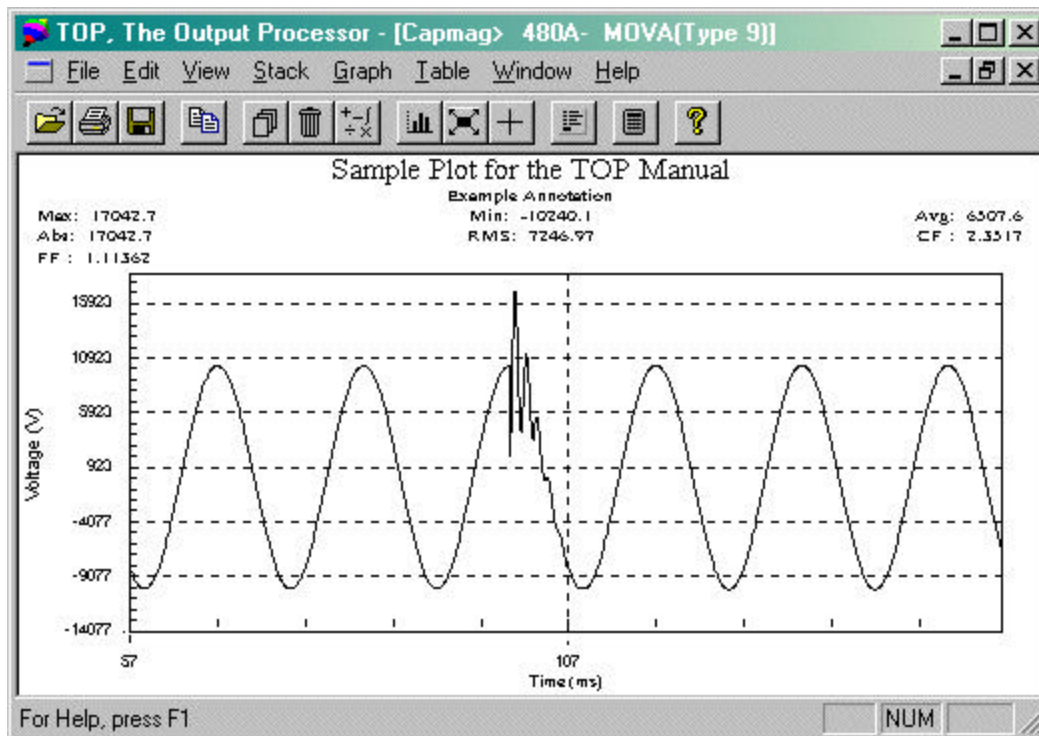 TOP, The Output Processor - [Capmag> 480A- MOVA(Type 9)]
File Edit View Stack Graph Table Window Help
Sample Plot for the TOP Manual
Example Annotation
Max: 17042.7 Min: -10240.1 Avg: 6507.6
Abs: 17042.7 RMS: 7246.97 CF : 2.3517
FF : 1.11362
15923
10923
5923
923
-4077
-9077
-14077
Voltage (V)
57 107
Time (ms)
For Help, press F1 NUM